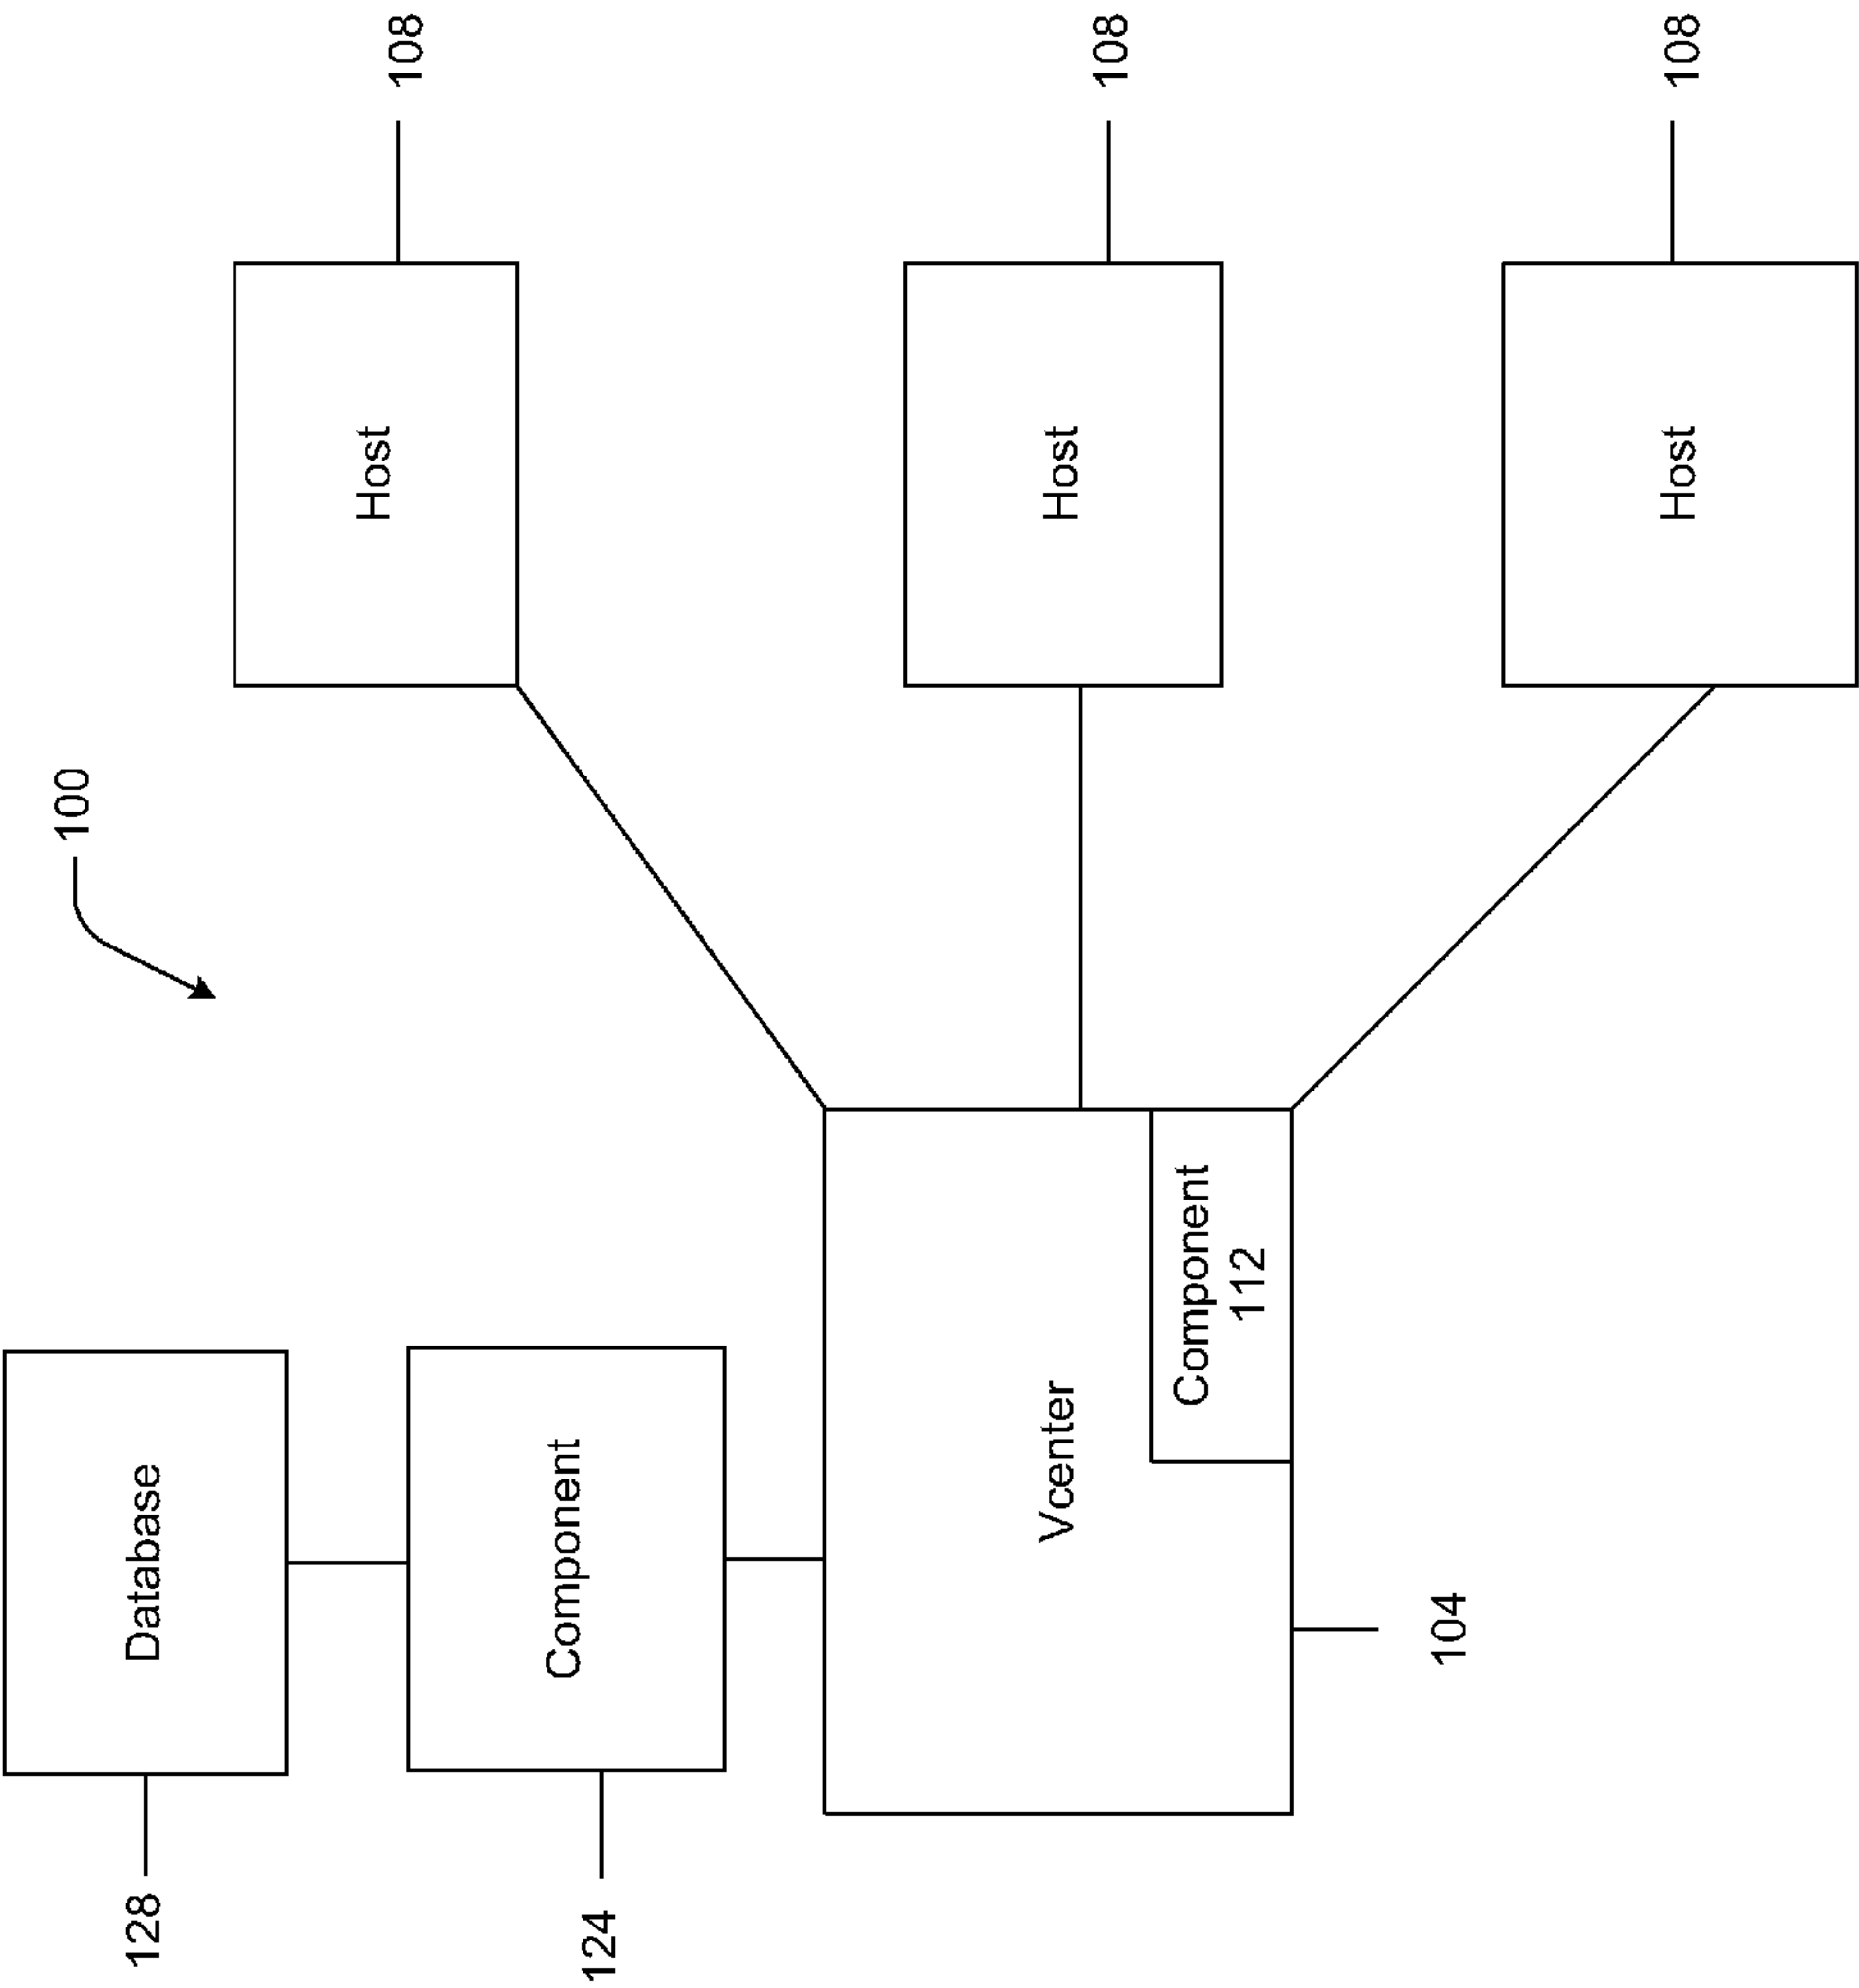 100
Database
128
Component
124
Vcenter
104
Component
112
Host
108
Host
108
Host
108